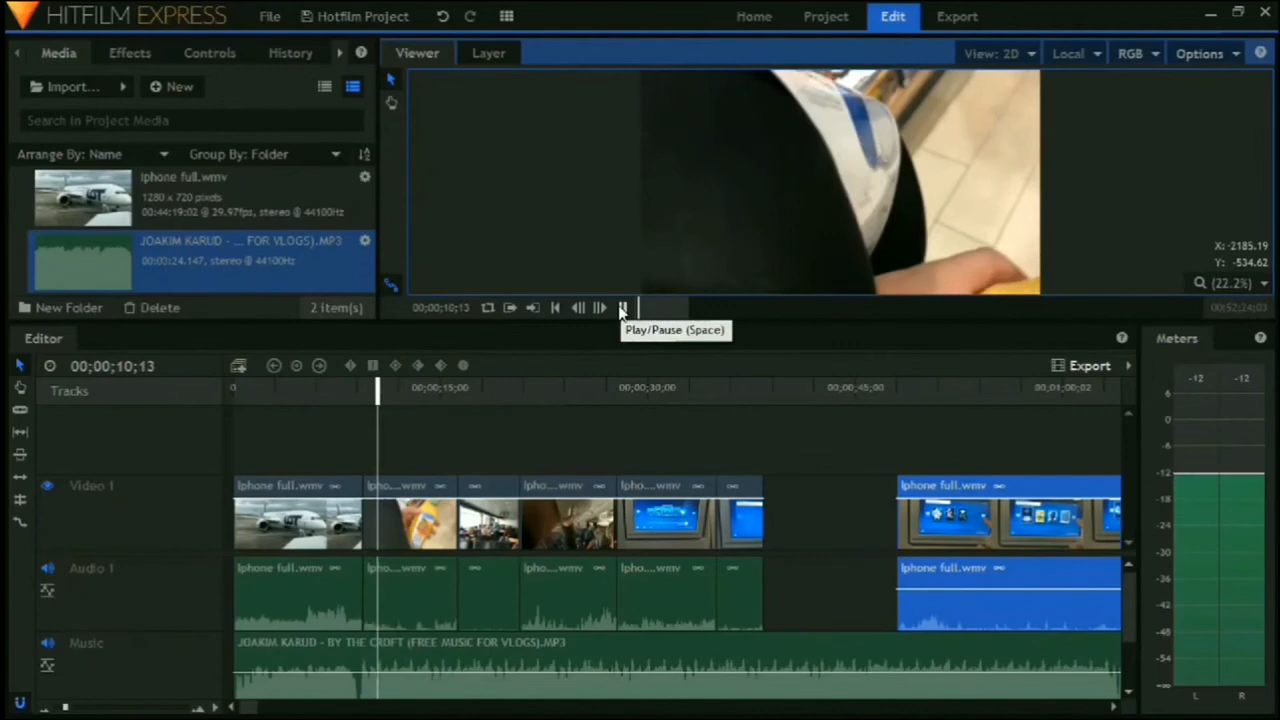 HITFILM EXPRESS File Hotfilm Project Home Project Edit Export
Media Effects Controls History Viewer Layer View: 2D Local RGB Options
Import... New
Search in Project Media
Arrange By: Name Group By: Folder
Iphone full.wmv
1280 x 720 pixels
00:44:19:02 @ 29.97fps, stereo @ 44100Hz
JOAKIM KARUD - ... FOR VLOGS).MP3
00:03:24.147, stereo @ 44100Hz
X:-2185.19
Y: -534.62
(22.2%)
New Folder Delete 2 item(s) 00;00;10;13 00;52;24;03
Play/Pause (Space)
Editor Meters
00;00;10;13 Export
Tracks 0 00;00;15;00 00;00;30;00 00;00;45;00 00;01;00;02
-12 -12
6
0
-6
-12
-18
-24
-30
-36
-42
-48
-54
-∞
L R
Video 1 Iphone full.wmv Ipho....wmv Ipho....wmv Ipho....wmv Iphone full.wmv
Audio 1 Iphone full.wmv Ipho....wmv Ipho....wmv Ipho....wmv Iphone full.wmv
Music JOAKIM KARUD - BY THE CROFT (FREE MUSIC FOR VLOGS).MP3